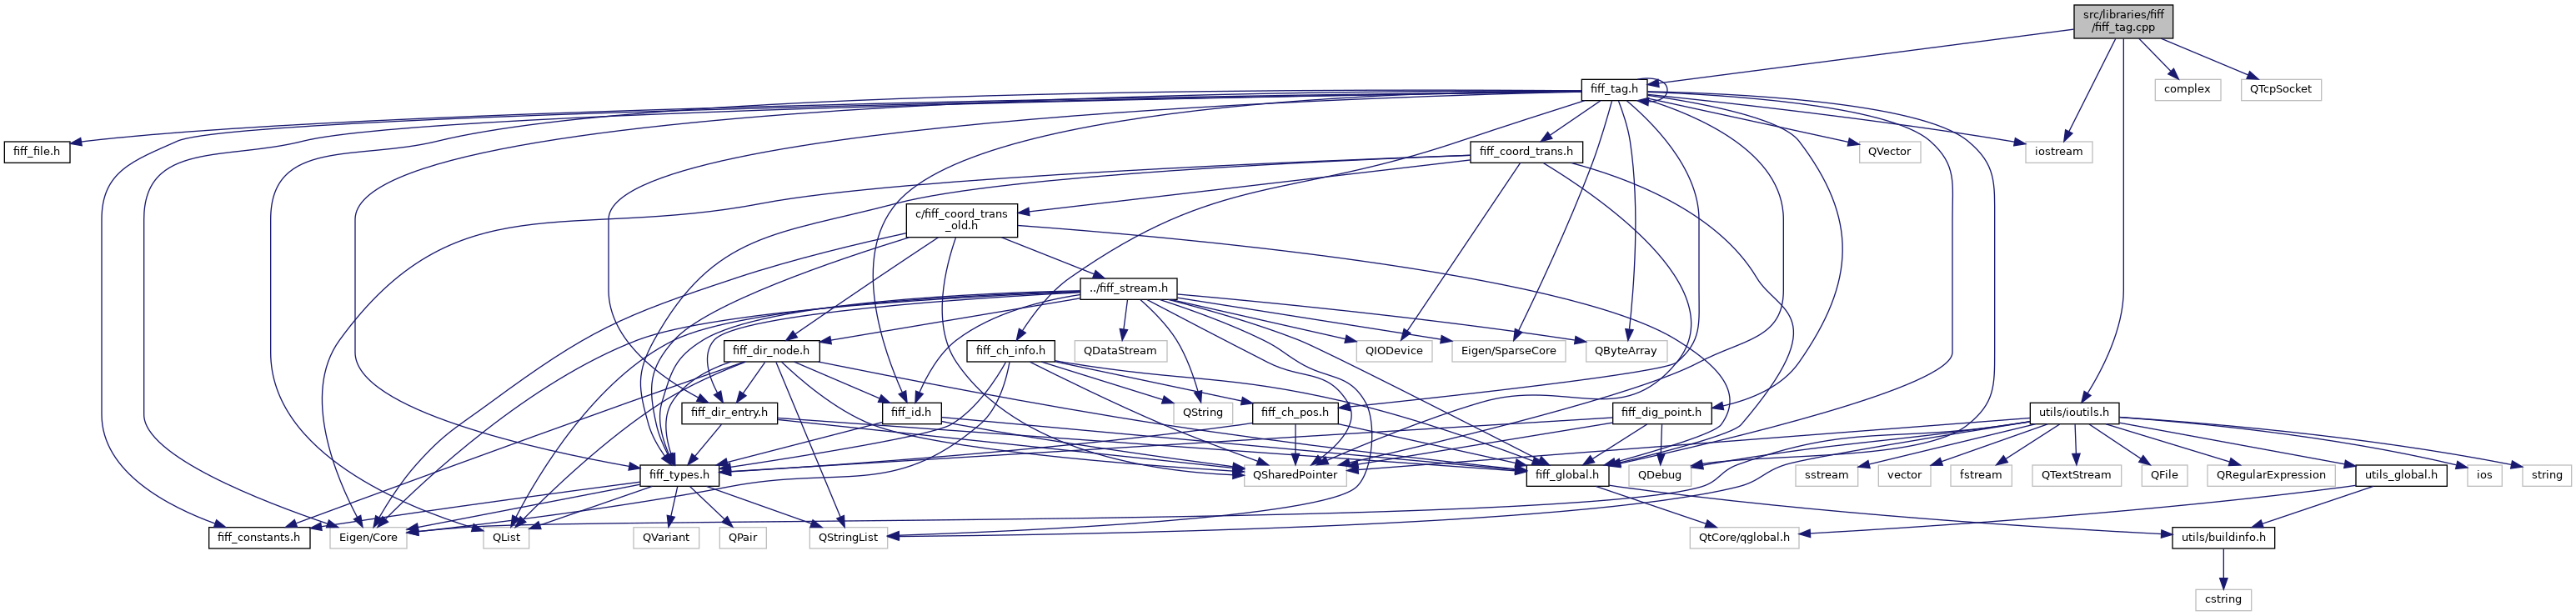 src/libraries/fiff
/fiff_tag.cpp
fiff_tag.h
complex
QTcpSocket
fiff_file.h
fiff_coord_trans.h
QVector
iostream
c/fiff_coord_trans
_old.h
../fiff_stream.h
fiff_dir_node.h
fiff_ch_info.h
QDataStream
QIODevice
Eigen/SparseCore
QByteArray
fiff_dir_entry.h
fiff_id.h
QString
fiff_ch_pos.h
fiff_dig_point.h
utils/ioutils.h
fiff_types.h
QSharedPointer
fiff_global.h
QDebug
sstream
vector
fstream
QTextStream
QFile
QRegularExpression
utils_global.h
ios
string
fiff_constants.h
Eigen/Core
QList
QVariant
QPair
QStringList
QtCore/qglobal.h
utils/buildinfo.h
cstring